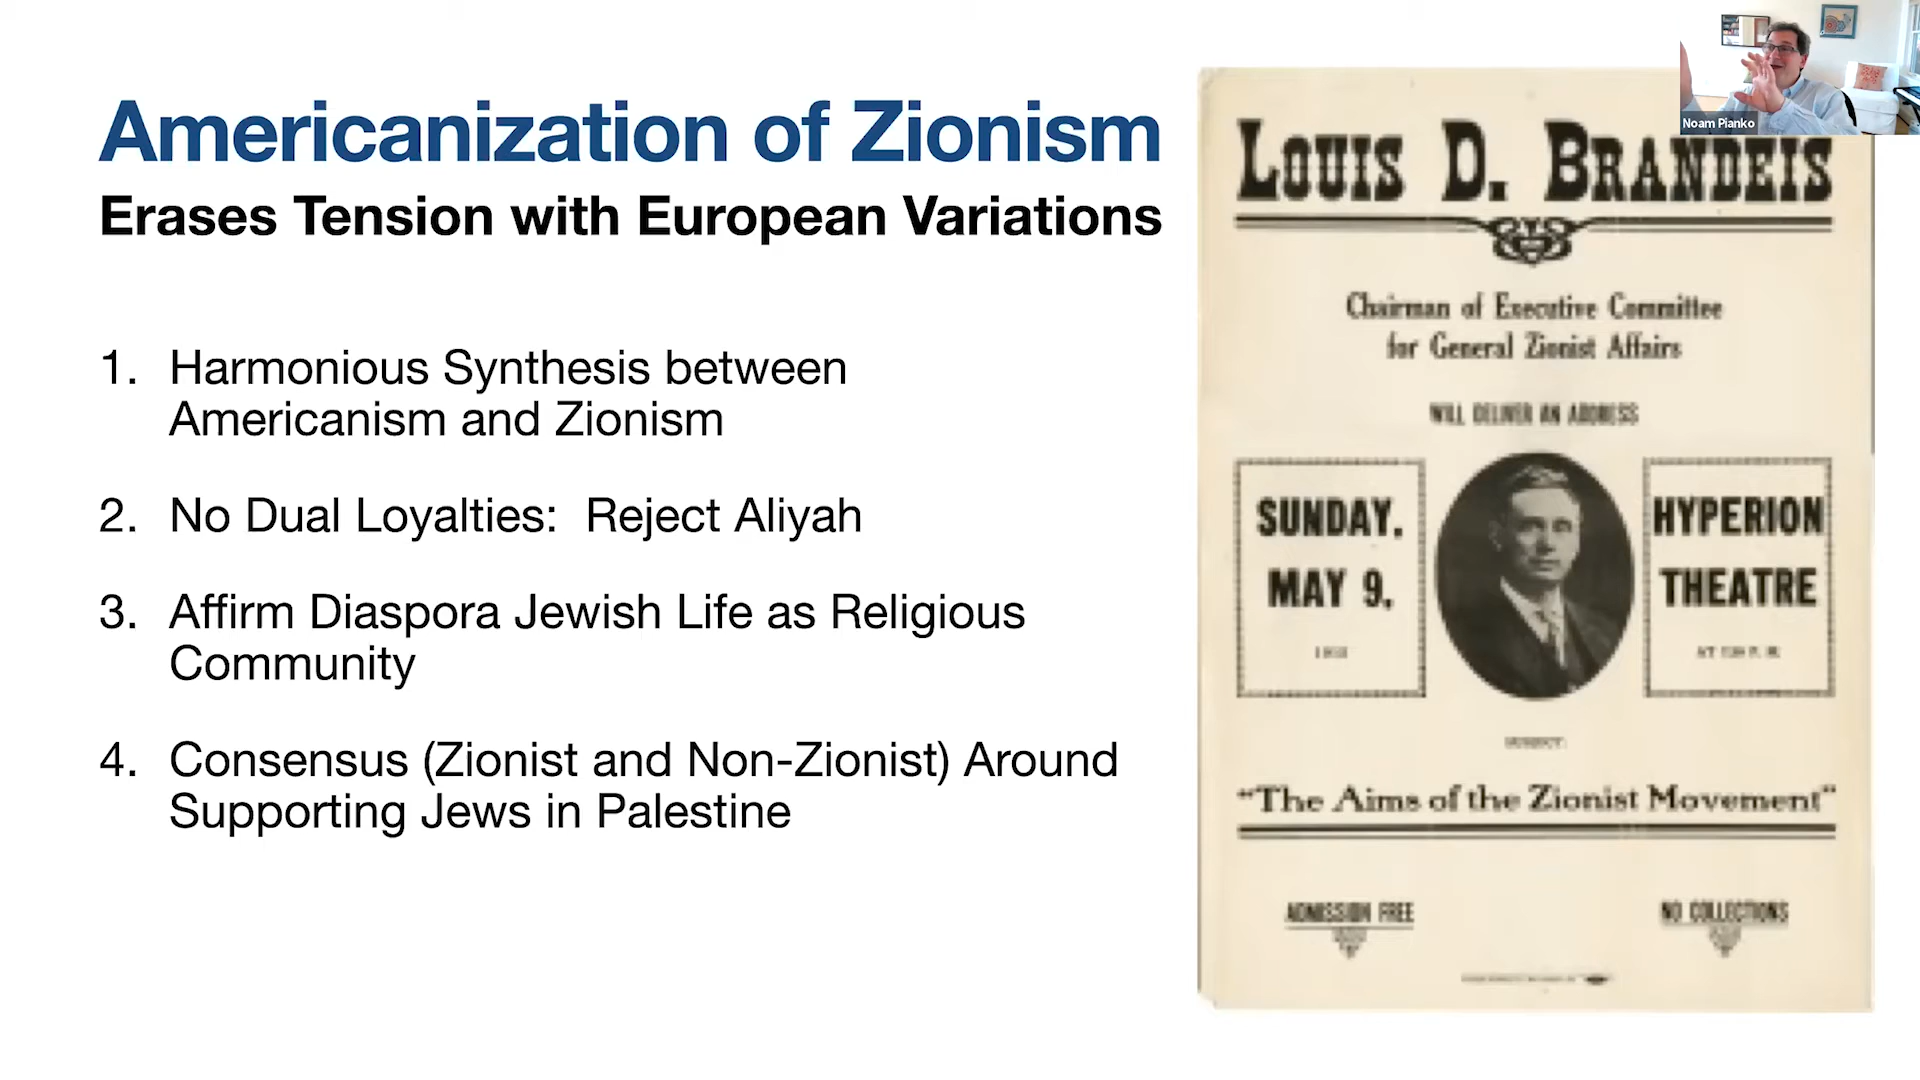 Americanization of Zionism
Erases Tension with European Variations
1. Harmonious Synthesis between
Americanism and Zionism
2. No Dual Loyalties: Reject Aliyah
3. Affirm Diaspora Jewish Life as Religious
Community
4. Consensus (Zionist and Non-Zionist) Around
Supporting Jews in Palestine
Noam Pianko
LOUIS D. BRANDEIS
Chairman of Executive Committee
for General Zionist Affairs
WILL DELIVER AN ADDRESS
SUNDAY,
MAY 9,
HYPERION
THEATRE
SUBJECT:
"The Aims of the Zionist Movement"
ADMISSION FREE
NO COLLECTIONS